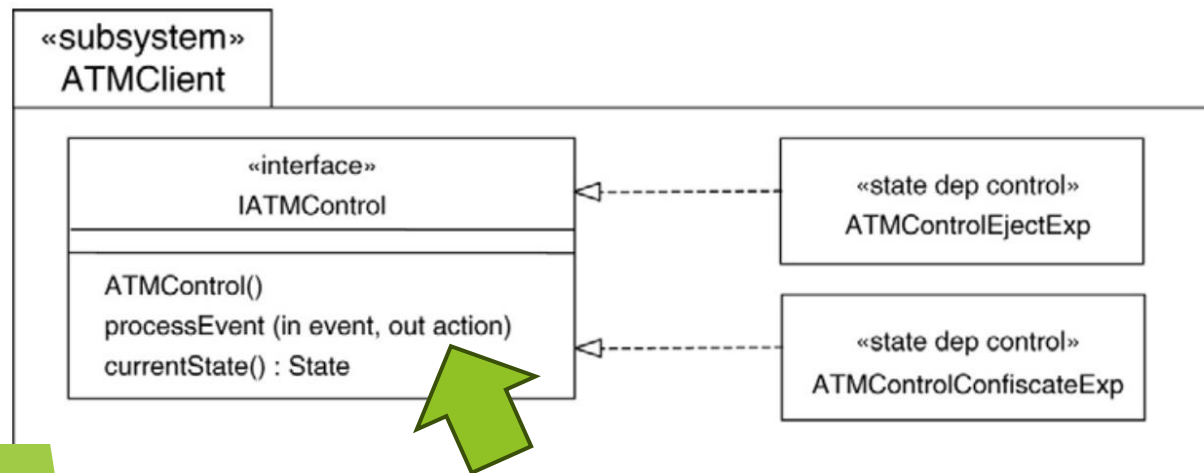 «subsystem»
ATMClient
«interface»
IATMControl
ATMControl()
processEvent (in event, out action)
currentState() : State
«state dep control»
ATMControlEjectExp
«state dep control»
ATMControlConfiscateExp